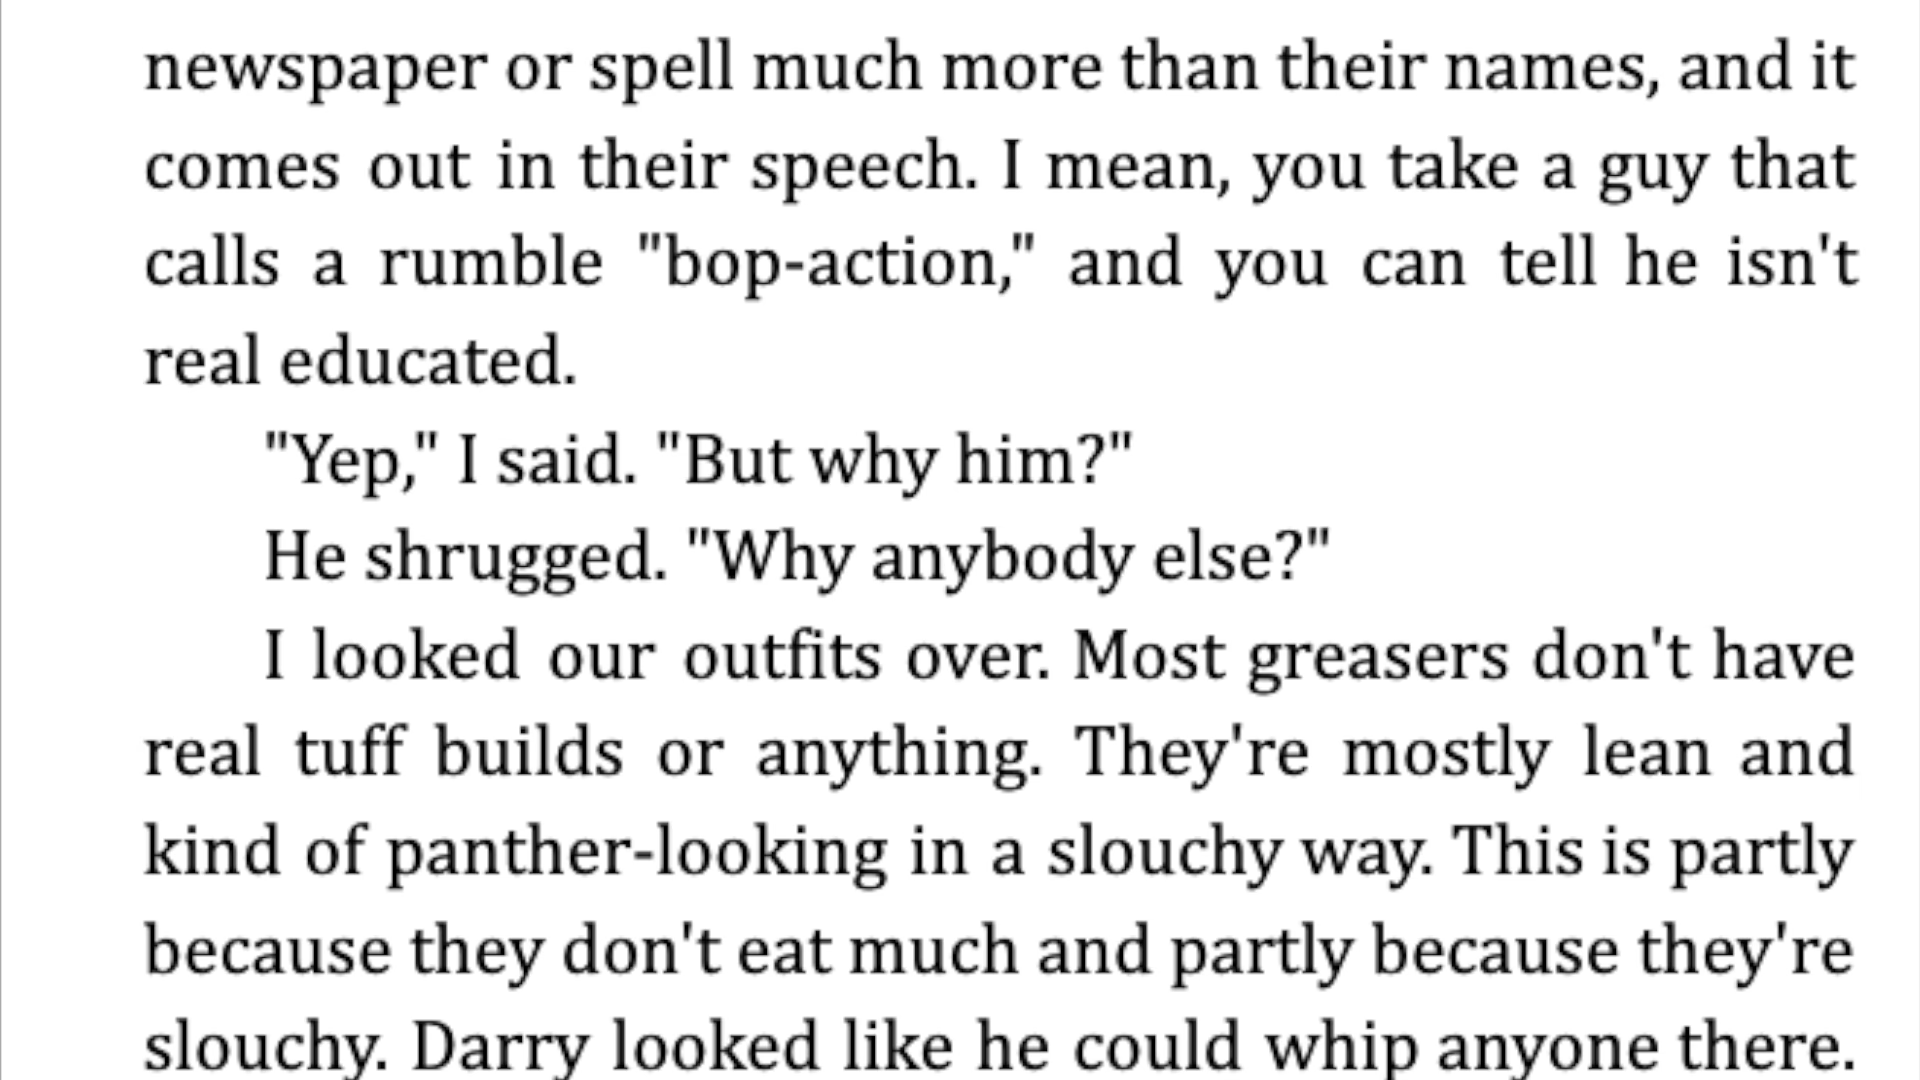 newspaper or spell much more than their names, and it
comes out in their speech. I mean, you take a guy that
calls a rumble "bop-action," and you can tell he isn't
real educated.
"Yep," I said. "But why him?"
He shrugged. "Why anybody else?"
I looked our outfits over. Most greasers don't have
real tuff builds or anything. They're mostly lean and
kind of panther-looking in a slouchy way. This is partly
because they don't eat much and partly because they're
slouchy. Darry looked like he could whip anyone there.